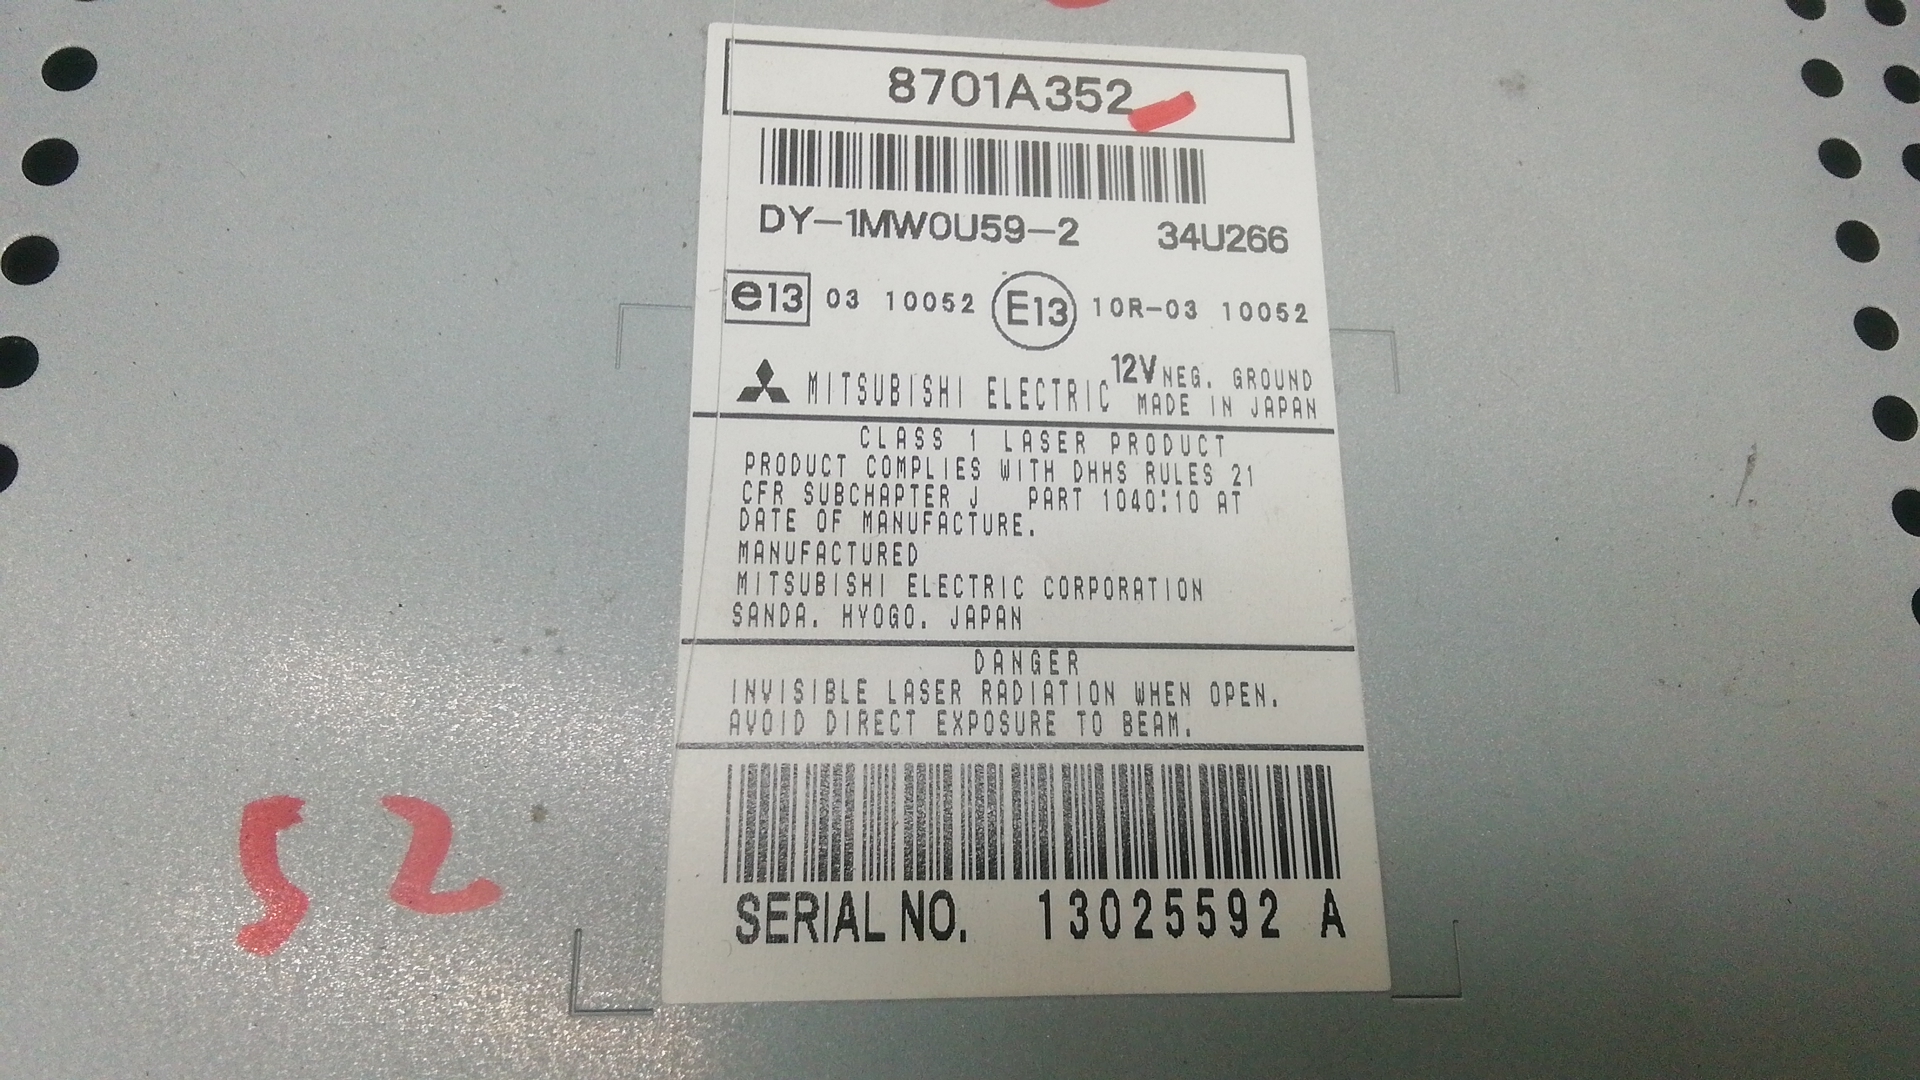 8701A352
DY-1MW0U59-2 34U266
e13 03 10052 E13 10R-03 10052
MITSUBISHI ELECTRIC 12V NEG. GROUND
MADE IN JAPAN
CLASS 1 LASER PRODUCT
PRODUCT COMPLIES WITH DHHS RULES 21
CFR SUBCHAPTER J PART 1040:10 AT
DATE OF MANUFACTURE.
MANUFACTURED
MITSUBISHI ELECTRIC CORPORATION
SANDA. HYOGO. JAPAN
DANGER
INVISIBLE LASER RADIATION WHEN OPEN.
AVOID DIRECT EXPOSURE TO BEAM.
SERIAL NO. 13025592 A
52